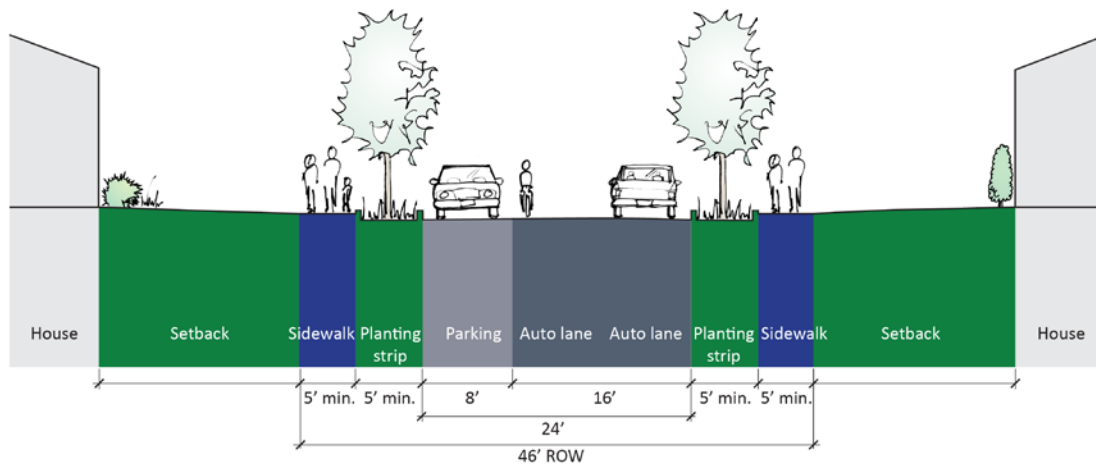 House
Setback
Sidewalk
Planting
strip
Parking
Auto lane
Auto lane
Planting
strip
Sidewalk
Setback
House
5’ min.
5’ min.
8’
16’
5’ min.
5’ min.
24’
46’ ROW